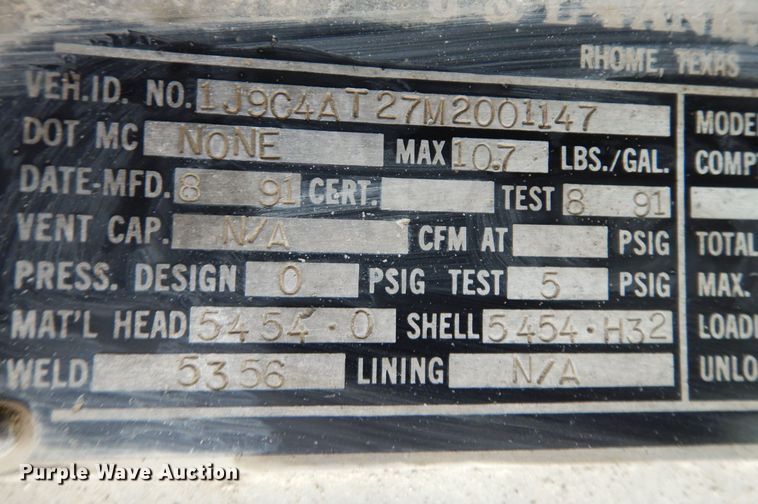 RHOME, TEXAS
VEH.ID. NO. 1J9C4AT27M2001147 MODEL
DOT MC NONE MAX 10.7 LBS./GAL. COMPT
DATE-MFD. 8 91 CERT. TEST 8 91
VENT CAP. N/A CFM AT PSIG TOTAL
PRESS. DESIGN 0 PSIG TEST 5 PSIG MAX.
MAT'L HEAD 5454-0 SHELL 5454-H32 LOADI
WELD 5356 LINING N/A UNLO
Purple Wave Auction